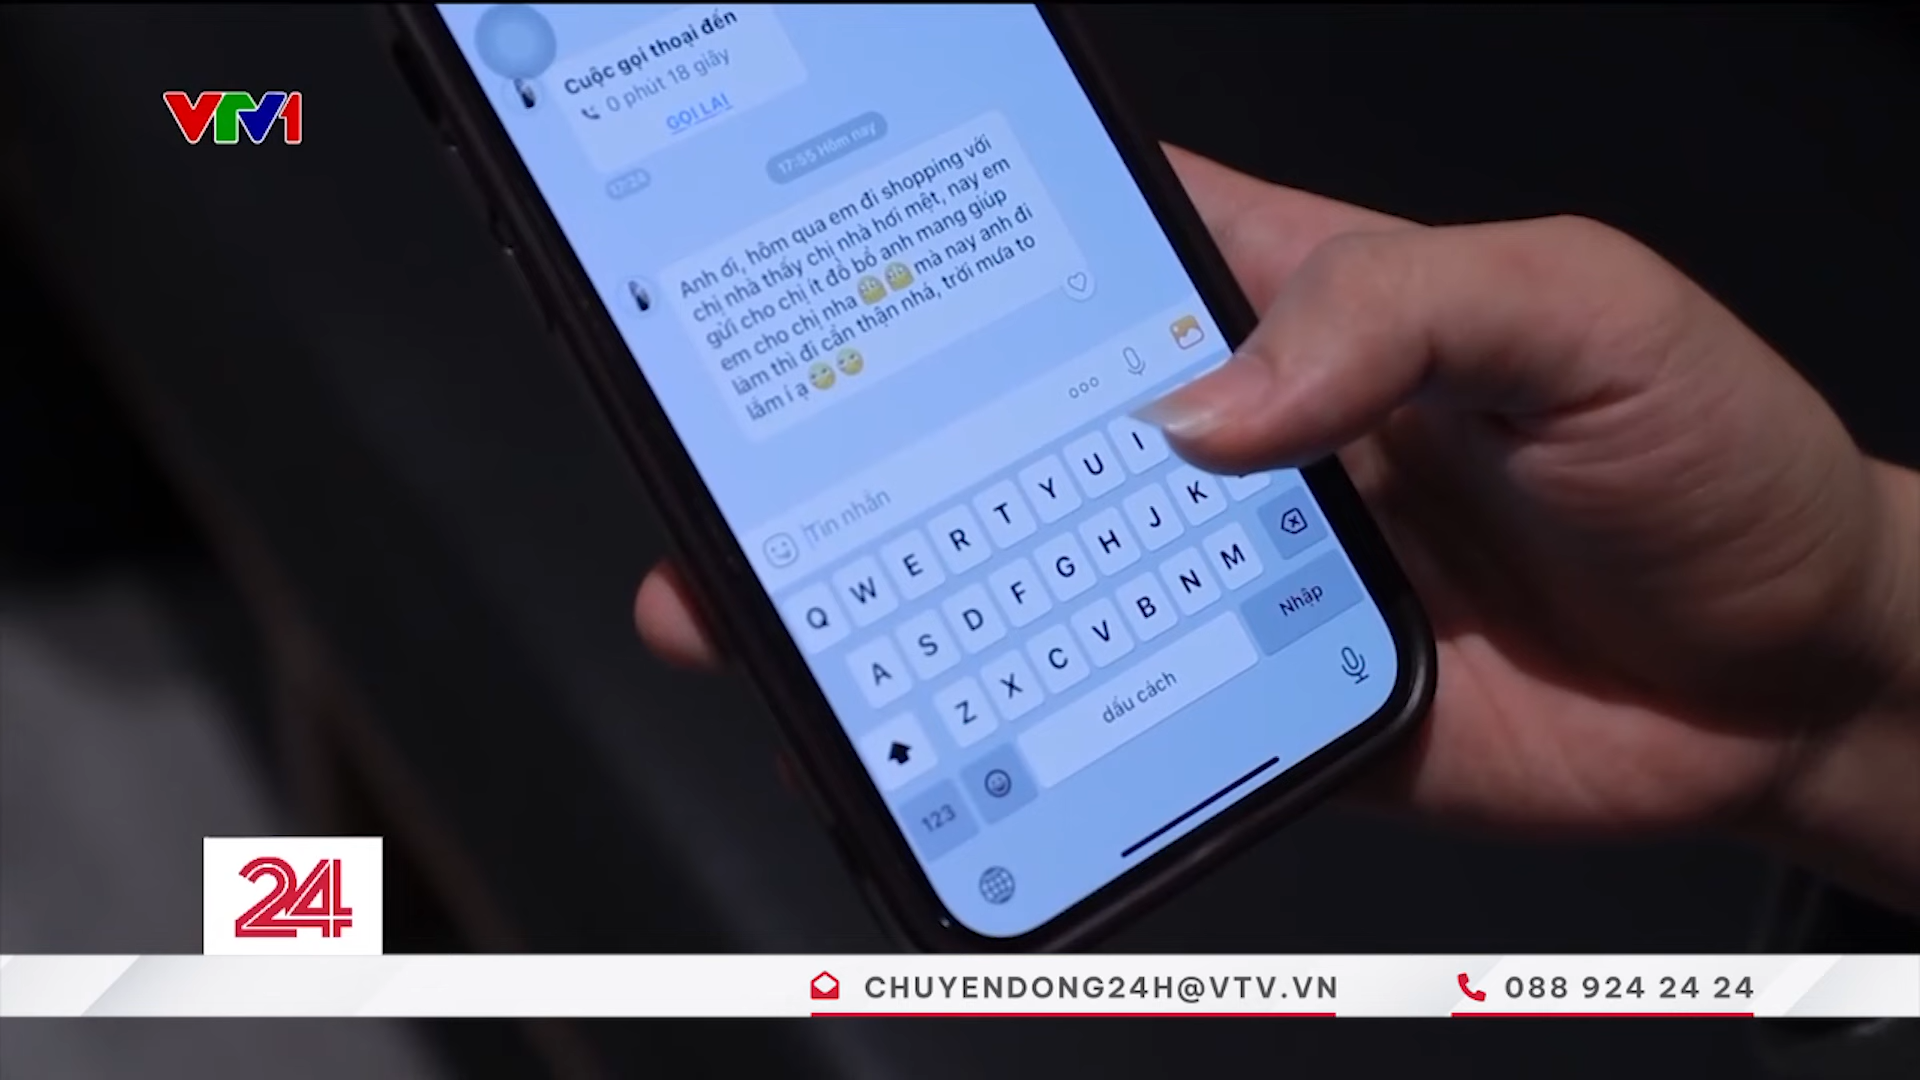 Cuộc gọi thoại đến
0 phút 18 giây
GỌI LẠI
VTV1
17:55 Hôm nay
17:24
Anh ơi, hôm qua em đi shopping với
chị nhà thấy chị nhà hơi mệt, nay em
gửi cho chị ít đồ bổ anh mang giúp
em cho chị nha mà nay anh đi
làm thì đi cẩn thận nhá, trời mưa to
lắm í ạ
Tin nhắn
Q W E R T Y U I
A S D F G H J K
Z X C V B N M
123 dấu cách Nhập
24
CHUYENDONG24H@VTV.VN
088 924 24 24